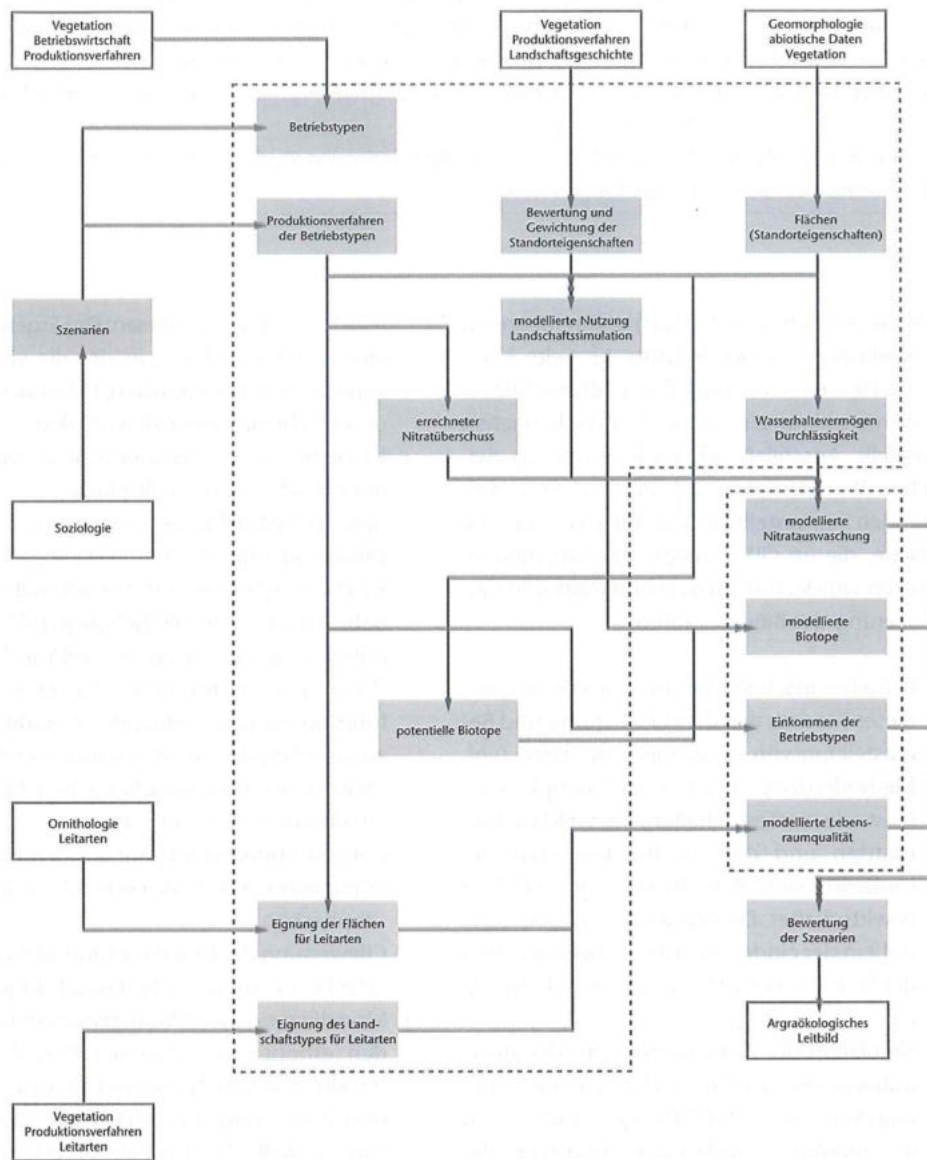 Vegetation
Betriebswirtschaft
Produktionsverfahren
Vegetation
Produktionsverfahren
Landschaftsgeschichte
Geomorphologie
abiotische Daten
Vegetation
Betriebstypen
Produktionsverfahren
der Betriebstypen
Bewertung und
Gewichtung der
Standorteigenschaften
Flächen
(Standorteigenschaften)
Szenarien
modellierte Nutzung
Landschaftssimulation
errechneter
Nitratüberschuss
Wasserhaltevermögen
Durchlässigkeit
Soziologie
modellierte
Nitratauswaschung
modellierte
Biotope
potentielle Biotope
Einkommen der
Betriebstypen
Ornithologie
Leitarten
modellierte Lebens-
raumqualität
Eignung der Flächen
für Leitarten
Bewertung
der Szenarien
Eignung des Land-
schaftstypes für Leitarten
Argraökologisches
Leitbild
Vegetation
Produktionsverfahren
Leitarten